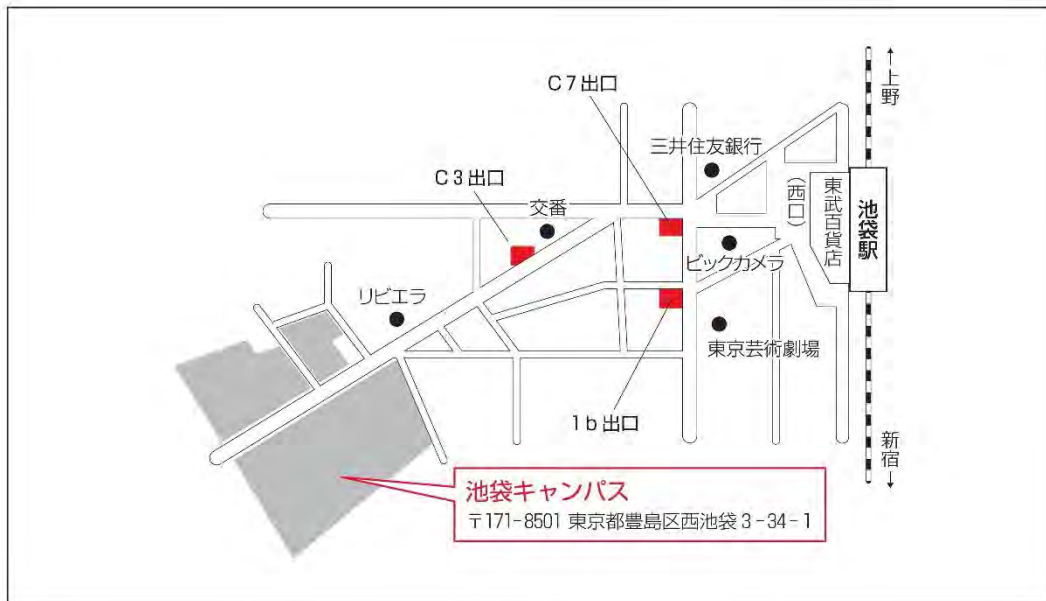 C7出口
↑上野
三井住友銀行
C3出口
交番
(西口)
東武百貨店
池袋駅
ビックカメラ
リビエラ
東京芸術劇場
1b出口
新宿↓
池袋キャンパス
〒171-8501 東京都豊島区西池袋3-34-1